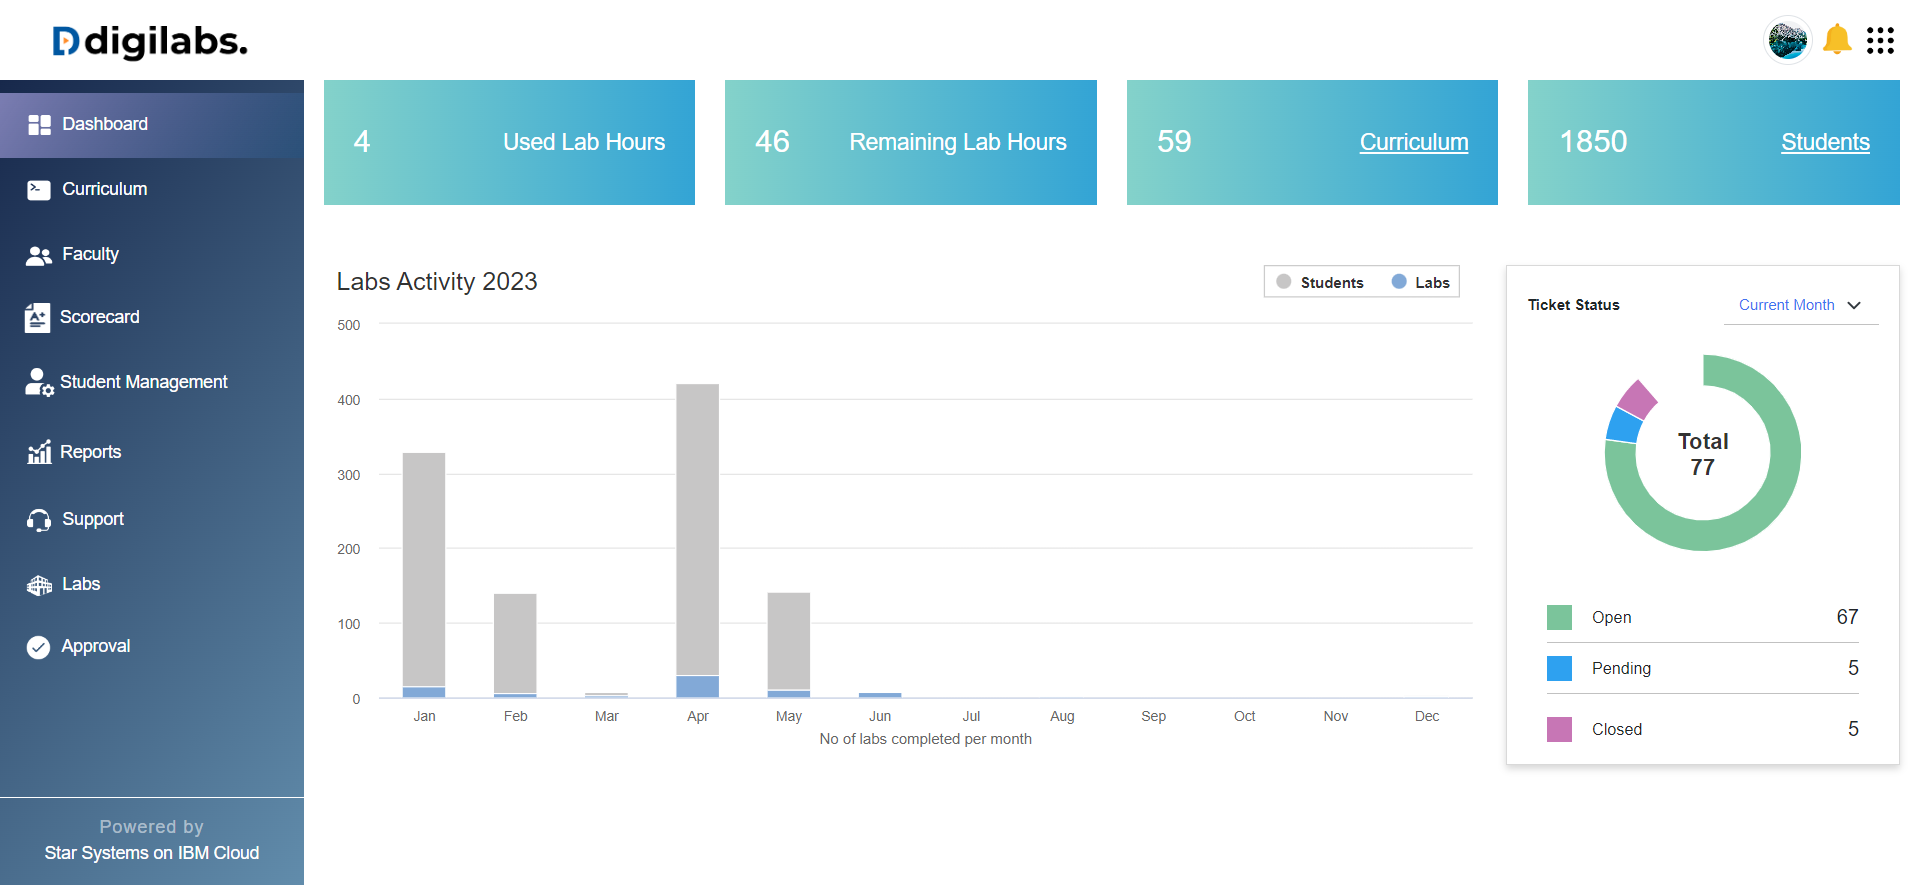 digilabs.
Dashboard
Curriculum
Faculty
Scorecard
Student Management
Reports
Support
Labs
Approval
Powered by
Star Systems on IBM Cloud
4 Used Lab Hours
46 Remaining Lab Hours
59 Curriculum
1850 Students
Labs Activity 2023
Students Labs
500
400
300
200
100
0
Jan Feb Mar Apr May Jun Jul Aug Sep Oct Nov Dec
No of labs completed per month
Ticket Status Current Month
Total
77
Open 67
Pending 5
Closed 5